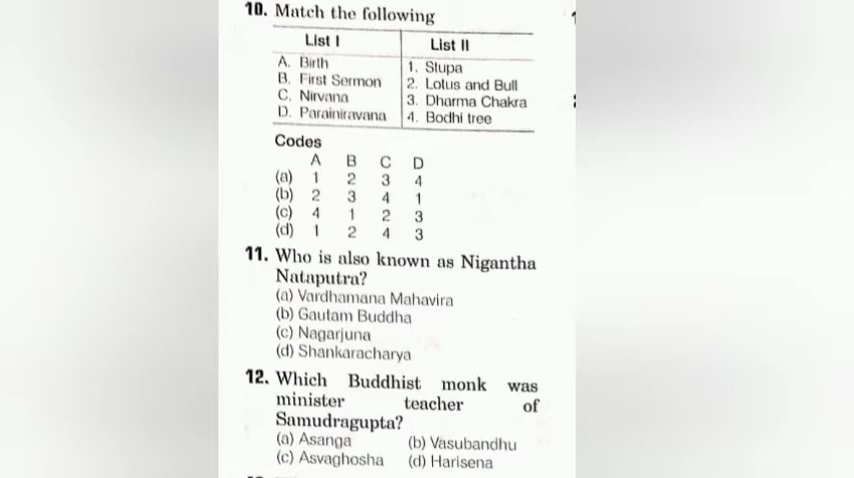 10. Match the following
List I List II
A. Birth 1. Stupa
B. First Sermon 2. Lotus and Bull
C. Nirvana 3. Dharma Chakra
D. Parainiravana 4. Bodhi tree
Codes
A B C D
(a) 1 2 3 4
(b) 2 3 4 1
(c) 4 1 2 3
(d) 1 2 4 3
11. Who is also known as Nigantha
Nataputra?
(a) Vardhamana Mahavira
(b) Gautam Buddha
(c) Nagarjuna
(d) Shankaracharya
12. Which Buddhist monk was
minister teacher of
Samudragupta?
(a) Asanga (b) Vasubandhu
(c) Asvaghosha (d) Harisena